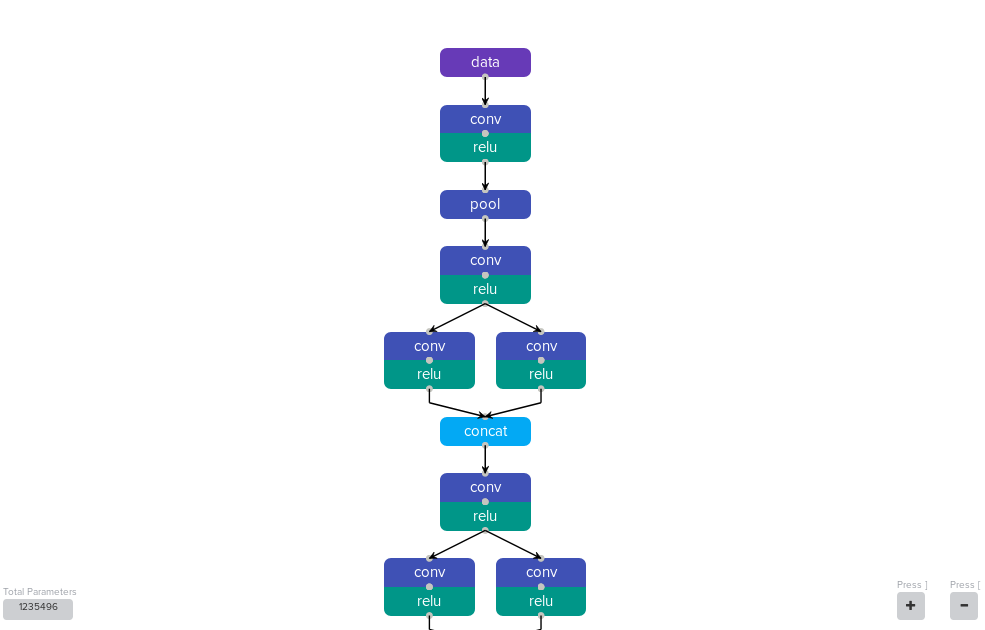 data
conv
relu
pool
conv
relu
conv conv
relu relu
concat
conv
relu
conv conv
relu relu
Total Parameters
1235496
Press ] Press [
+ -